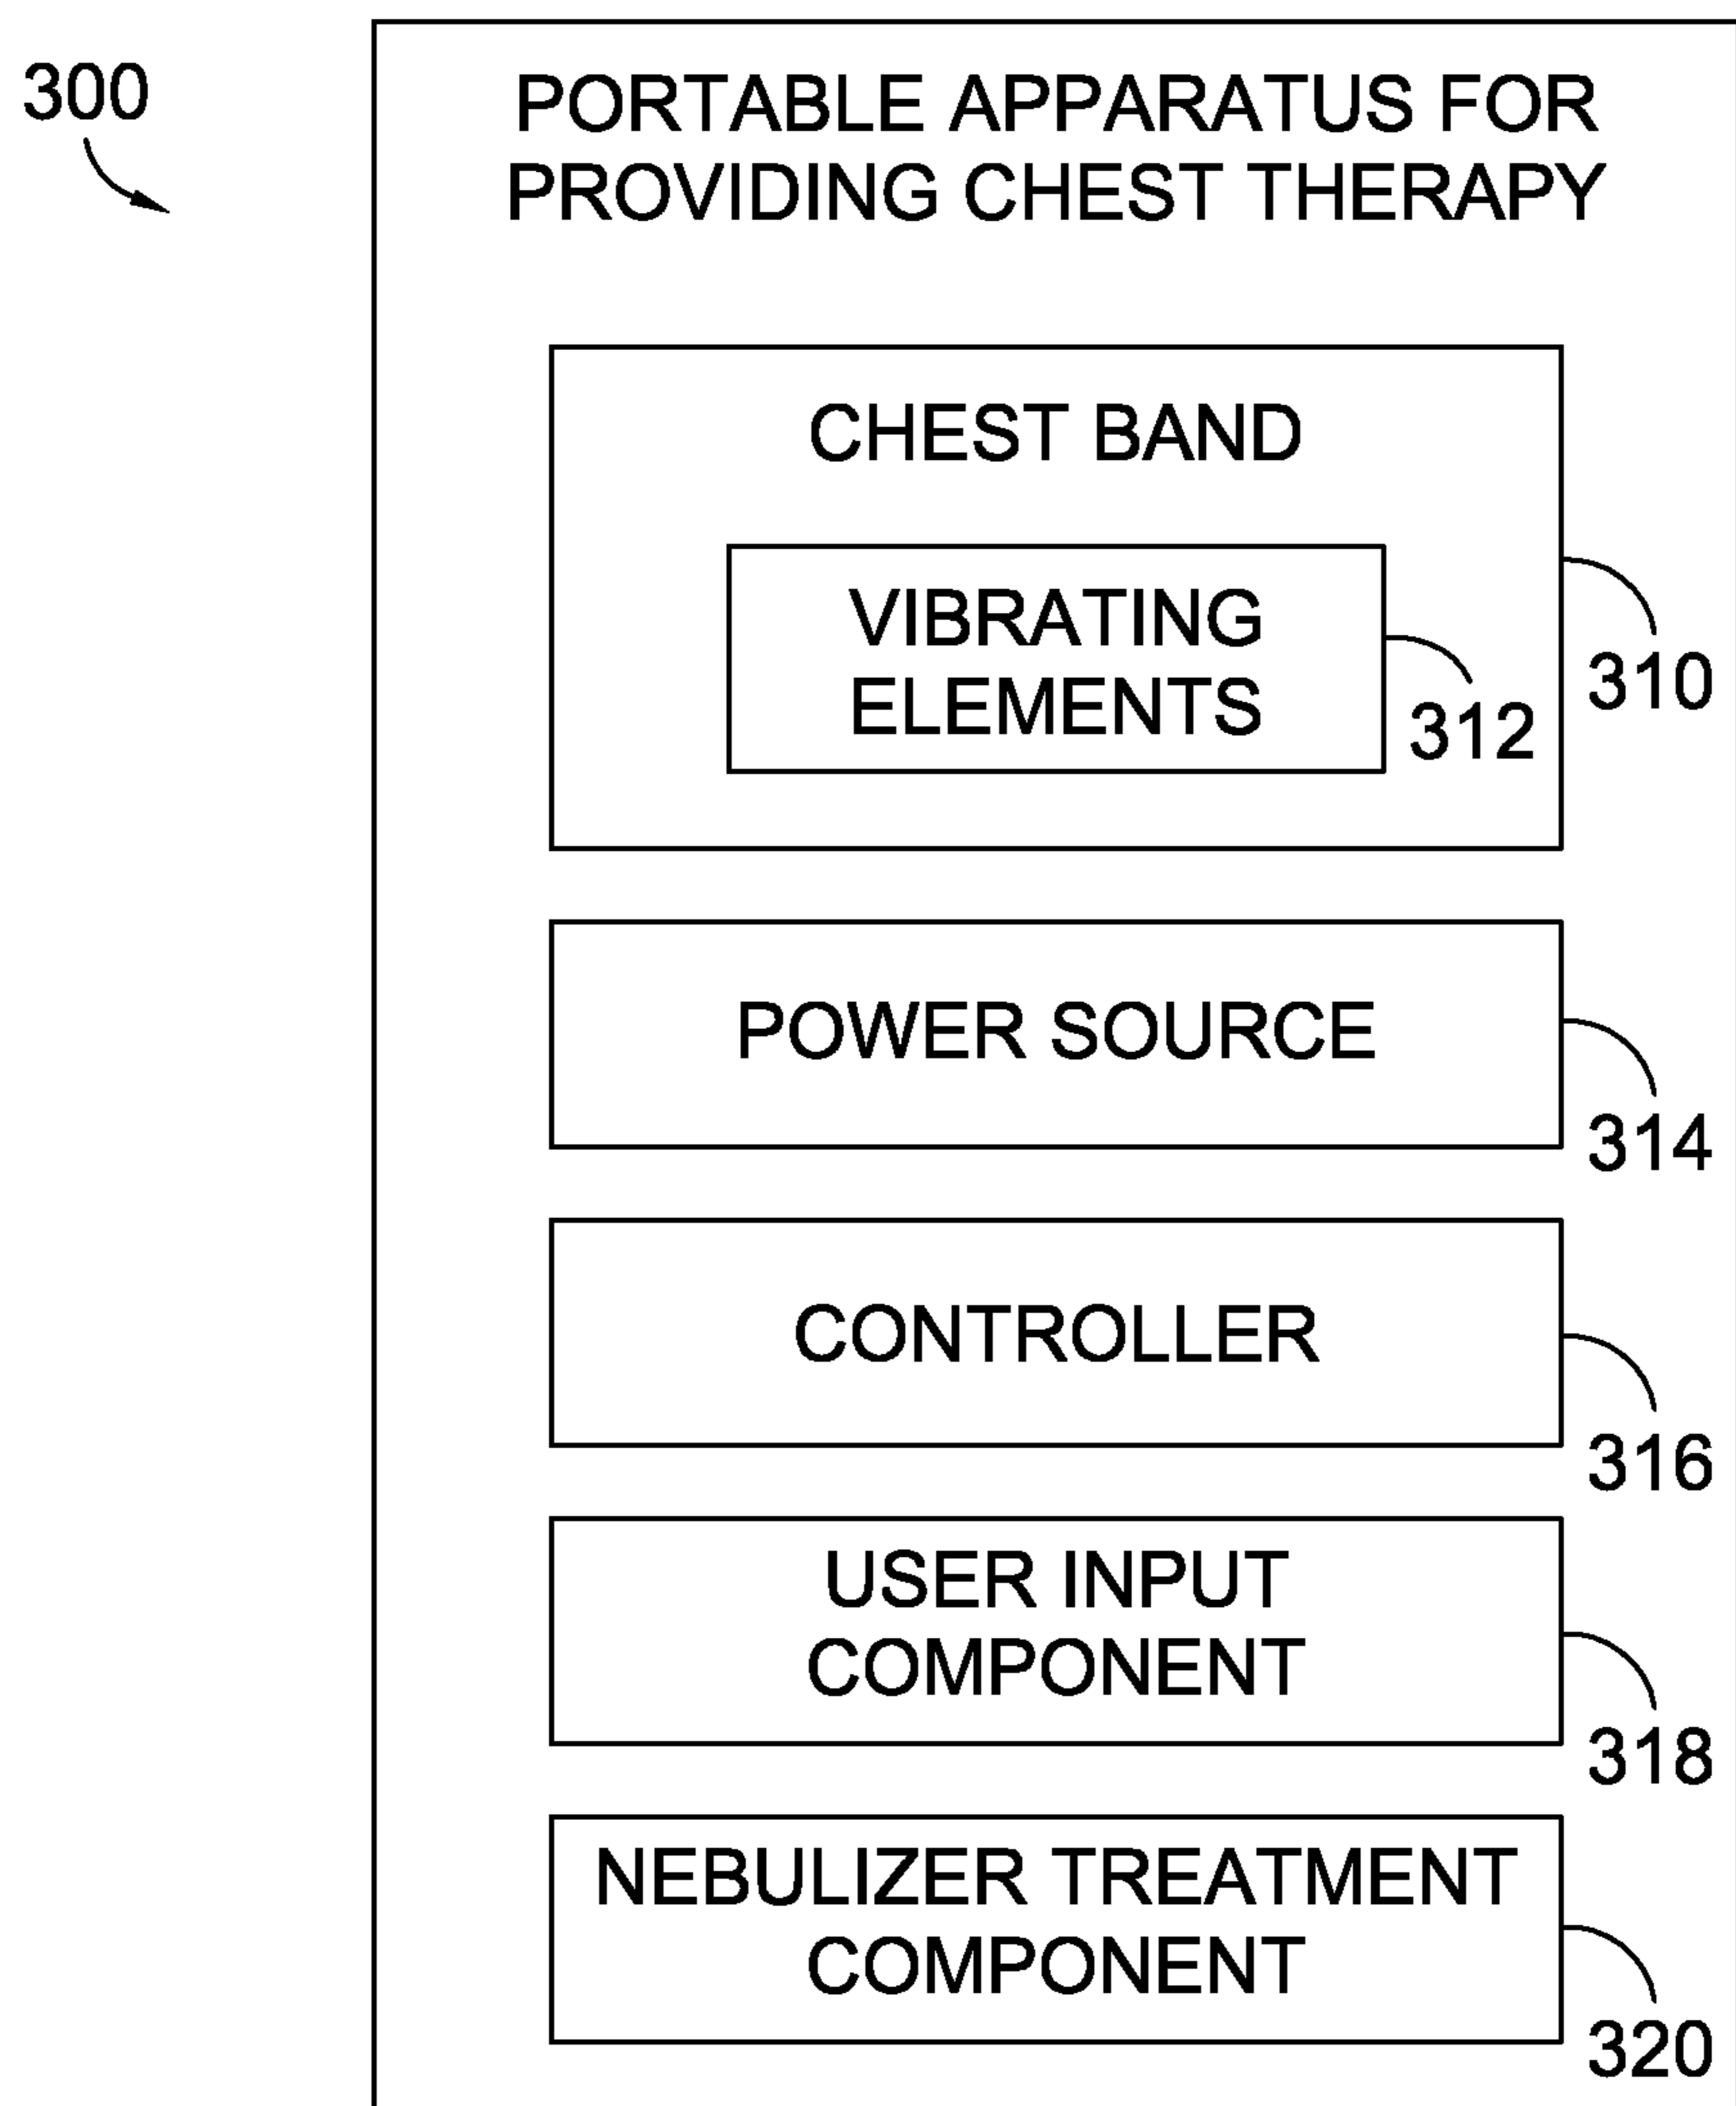 300
PORTABLE APPARATUS FOR
PROVIDING CHEST THERAPY
CHEST BAND
VIBRATING
ELEMENTS
310
312
POWER SOURCE
314
CONTROLLER
316
USER INPUT
COMPONENT
318
NEBULIZER TREATMENT
COMPONENT
320